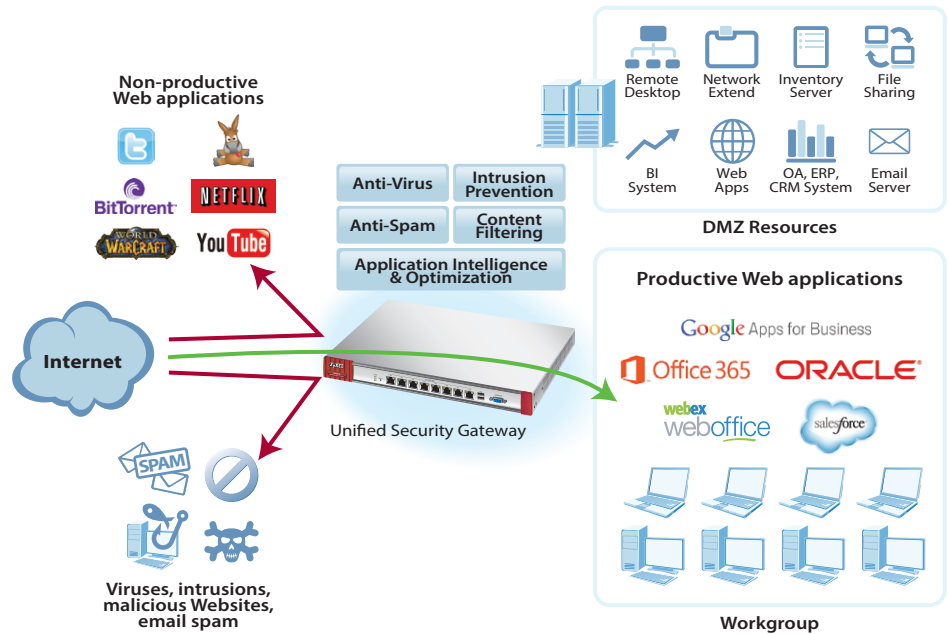 Non-productive
Web applications
BitTorrent
NETFLIX
WORLD
WARCRAFT
You Tube
Internet
SPAM
Viruses, intrusions,
malicious Websites,
email spam
Anti-Virus
Intrusion
Prevention
Anti-Spam
Content
Filtering
Application Intelligence
& Optimization
ZyXEL
Unified Security Gateway
Remote
Desktop
Network
Extend
Inventory
Server
File
Sharing
BI
System
Web
Apps
OA, ERP,
CRM System
Email
Server
DMZ Resources
Productive Web applications
Google Apps for Business
Office 365
ORACLE®
webex
weboffice
salesforce
Workgroup